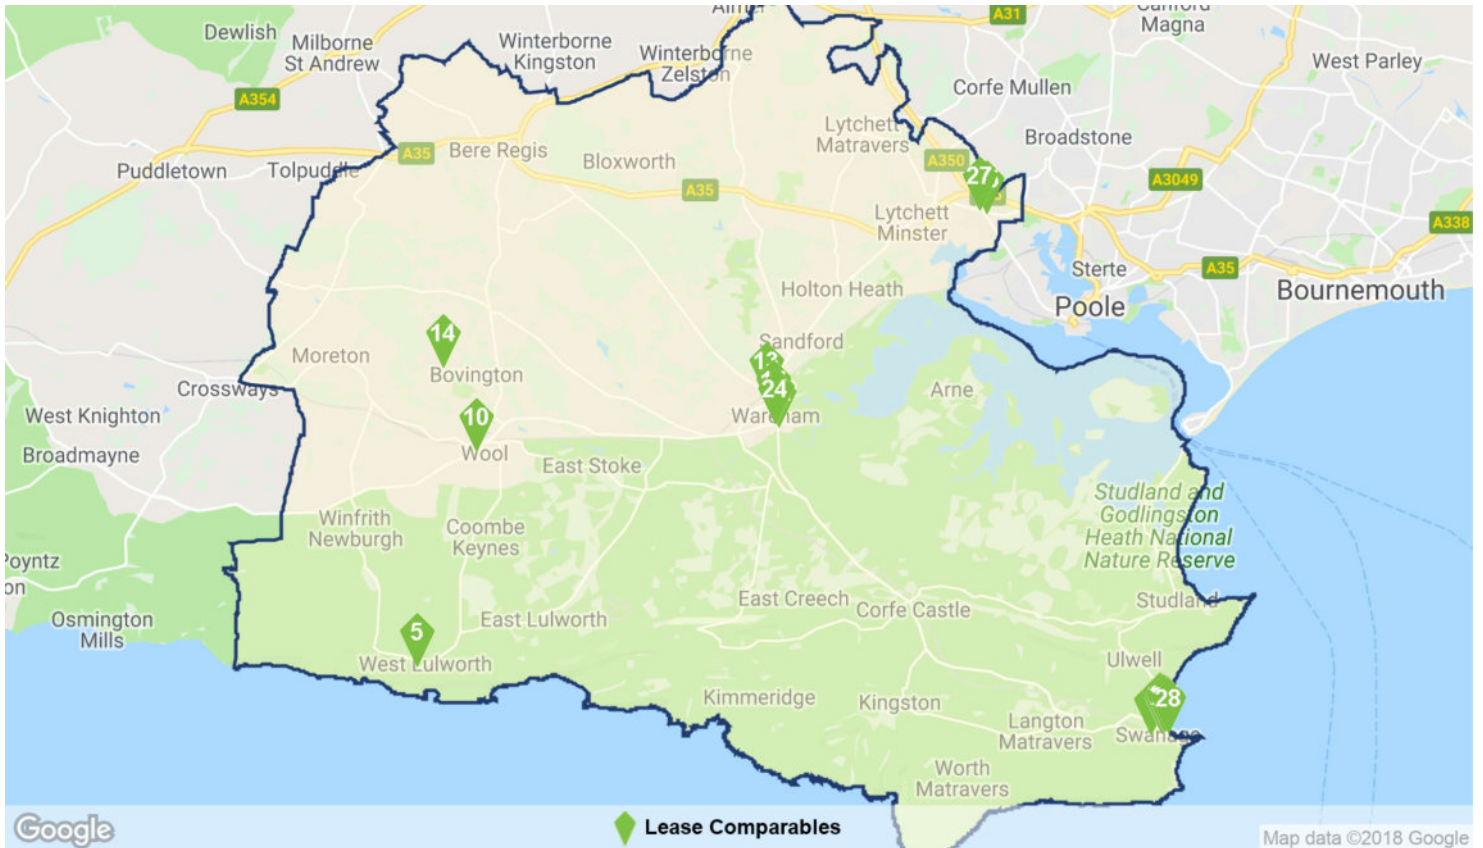 Dewlish
Milborne
St Andrew
Winterborne
Kingston
Winterborne
Zelston
A31
Magna
West Parley
A354
Corfe Mullen
Broadstone
Lytchett
Matravers
A35
Bere Regis
Bloxworth
A350
Puddletown
Tolpuddle
A35
27
A3049
Lytchett
Minster
A338
Sterte
A35
Holton Heath
Poole
Bournemouth
14
Sandford
Moreton
Bovington
13
Crossways
24
Arne
West Knighton
10
Wareham
Broadmayne
Wool
East Stoke
Studland and
Godlingston
Heath National
Nature Reserve
Winfrith
Newburgh
Coombe
Keynes
Poyntz
on
East Creech
Corfe Castle
Studland
Osmington
Mills
5
East Lulworth
West Lulworth
Ulwell
Kimmeridge
Kingston
28
Langton
Matravers
Swanage
Worth
Matravers
Google
Lease Comparables
Map data ©2018 Google